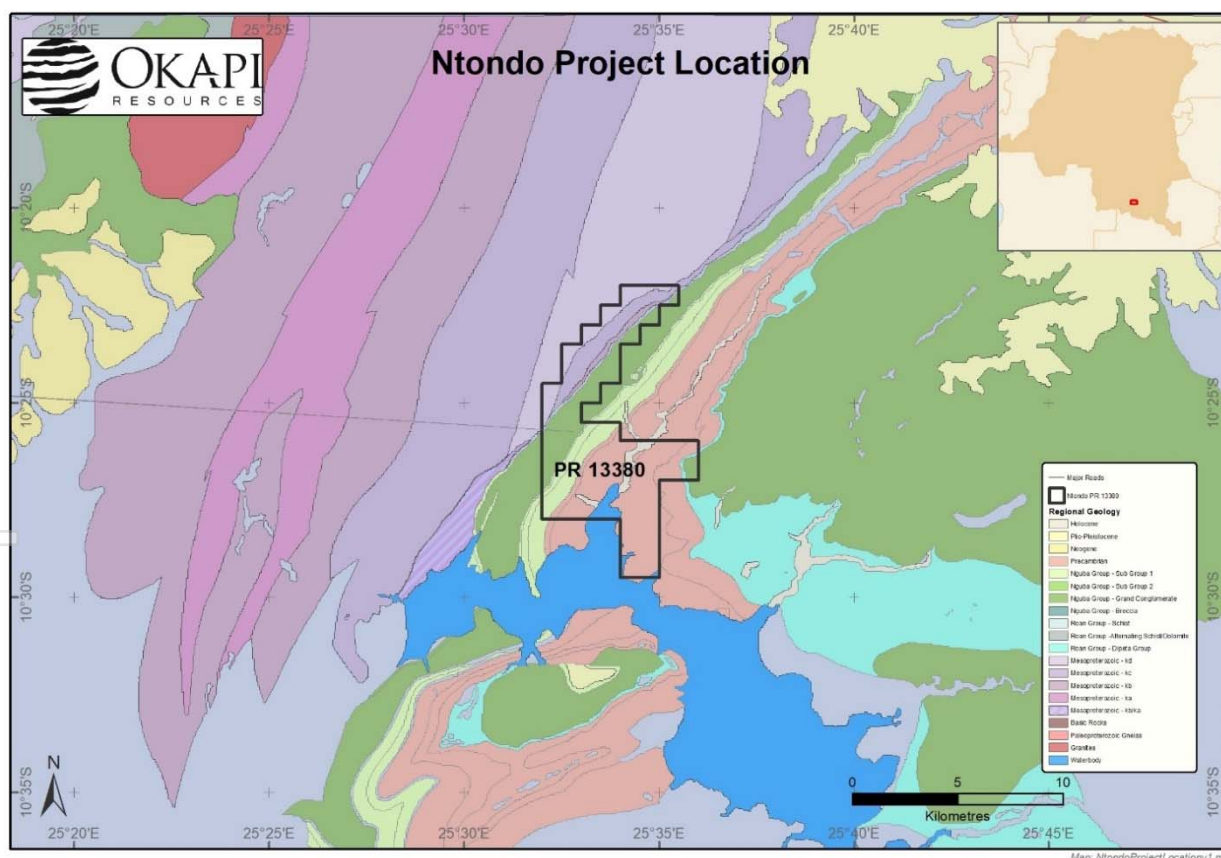 25°20'E
25°30'E
25°35'E
25°40'E
OKAPI
RESOURCES
Ntondo Project Location
10°20'S
10°25'S
10°25'S
PR 13380
Major Roads
Ntondo PR 13380
Regional Geology
Holocene
Plio-Pleistocene
Neogene
Precambrian
Nguba Group - Sub Group 1
Nguba Group - Sub Group 2
Nguba Group - Grand Conglomerate
Nguba Group - Breccia
Roan Group - Schist
Roan Group - Alternating Schist/Dolomite
Roan Group - Dipeta Group
Mesoproterozoic - kd
Mesoproterozoic - kc
Mesoproterozoic - kb
Mesoproterozoic - ka
Mesoproterozoic - kb/ka
Basic Rocks
Paleoproterozoic Gneiss
Granites
Waterbody
10°30'S
10°30'S
N
10°35'S
10°35'S
0 5 10
Kilometres
25°20'E
25°25'E
25°30'E
25°35'E
25°40'E
25°45'E